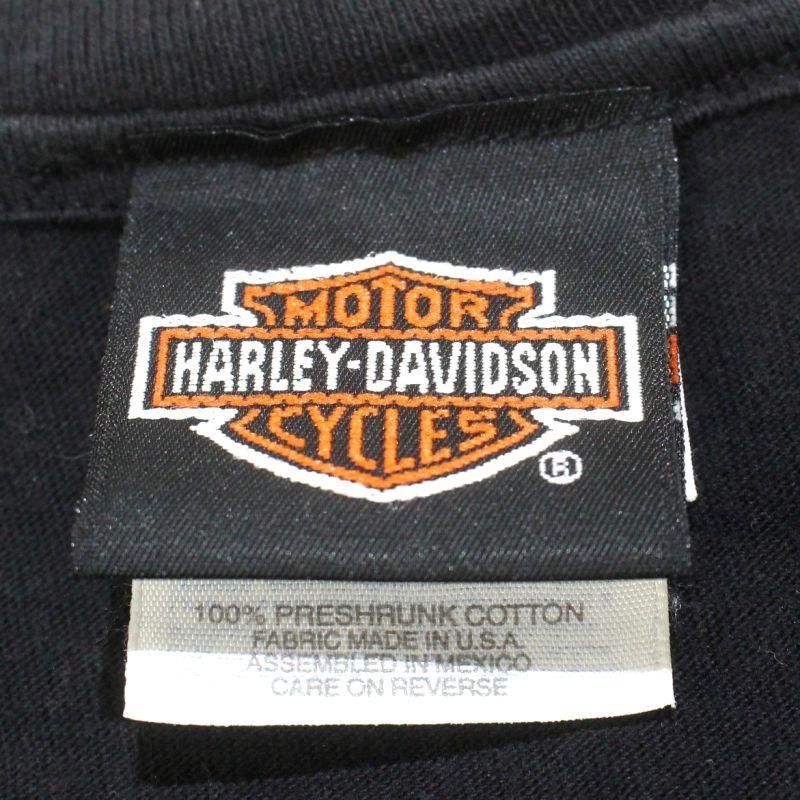 MOTOR
HARLEY-DAVIDSON
CYCLES
®
100% PRESHRUNK COTTON
FABRIC MADE IN U.S.A.
ASSEMBLED IN MEXICO
CARE ON REVERSE